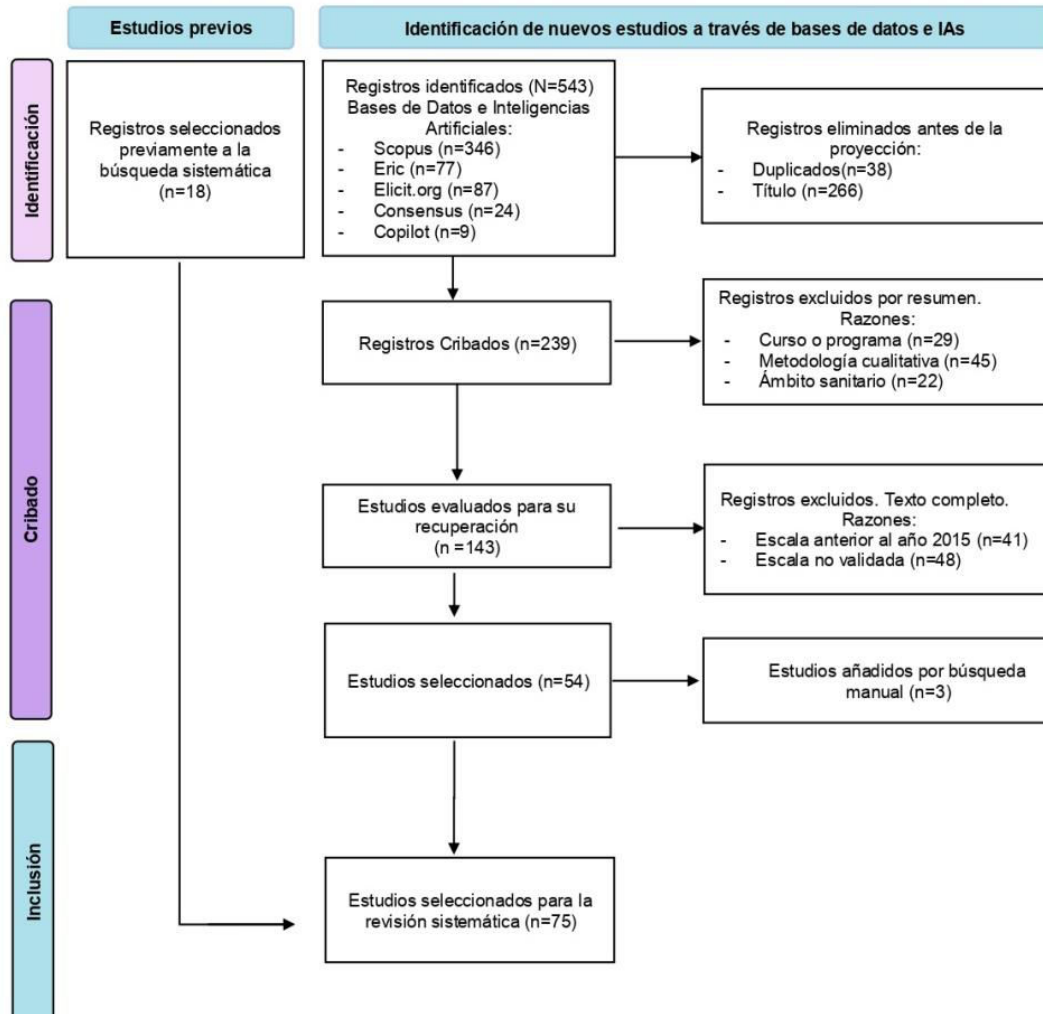 Estudios previos
Identificación de nuevos estudios a través de bases de datos e IAs
Identificación
Registros seleccionados
previamente a la
búsqueda sistemática
(n=18)
Registros identificados (N=543)
Bases de Datos e Inteligencias
Artificiales:
- Scopus (n=346)
- Eric (n=77)
- Elicit.org (n=87)
- Consensus (n=24)
- Copilot (n=9)
Registros eliminados antes de la
proyección:
- Duplicados(n=38)
- Título (n=266)
Cribado
Registros Cribados (n=239)
Registros excluidos por resumen.
Razones:
- Curso o programa (n=29)
- Metodología cualitativa (n=45)
- Ámbito sanitario (n=22)
Estudios evaluados para su
recuperación
(n =143)
Registros excluidos. Texto completo.
Razones:
- Escala anterior al año 2015 (n=41)
- Escala no validada (n=48)
Estudios seleccionados (n=54)
Estudios añadidos por búsqueda
manual (n=3)
Inclusión
Estudios seleccionados para la
revisión sistemática (n=75)